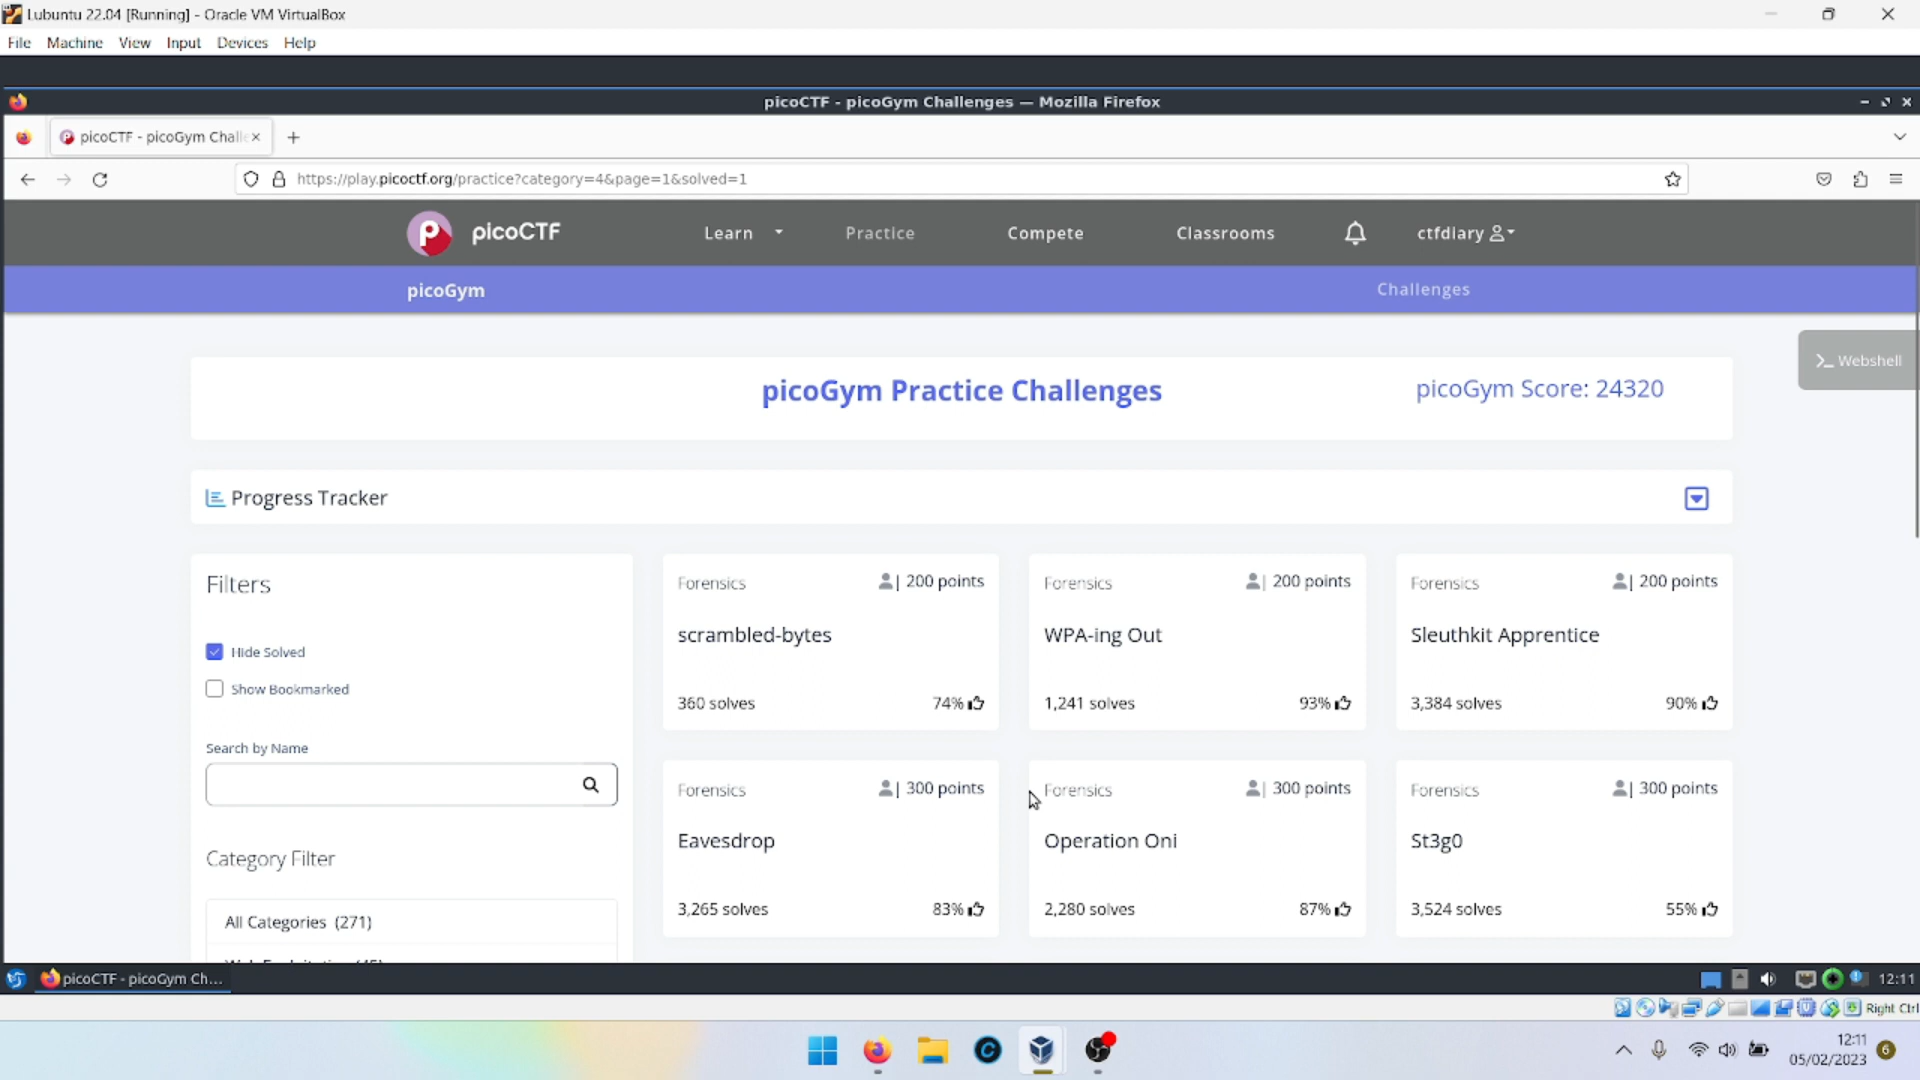 Lubuntu 22.04 [Running] - Oracle VM VirtualBox
File Machine View Input Devices Help
picoCTF - picoGym Challenges — Mozilla Firefox
picoCTF - picoGym Chall
https://play.picoctf.org/practice?category=4&page=1&solved=1
picoCTF Learn Practice Compete Classrooms ctfdiary
picoGym Challenges
>_ Webshell
picoGym Practice Challenges picoGym Score: 24320
Progress Tracker
Filters
Hide Solved
Show Bookmarked
Search by Name
Category Filter
All Categories (271)
Forensics | 200 points
scrambled-bytes
360 solves 74%
Forensics | 200 points
WPA-ing Out
1,241 solves 93%
Forensics | 200 points
Sleuthkit Apprentice
3,384 solves 90%
Forensics | 300 points
Eavesdrop
3,265 solves 83%
Forensics | 300 points
Operation Oni
2,280 solves 87%
Forensics | 300 points
St3g0
3,524 solves 55%
picoCTF - picoGym Ch... 12:11
Right Ctrl
12:11
05/02/2023 6